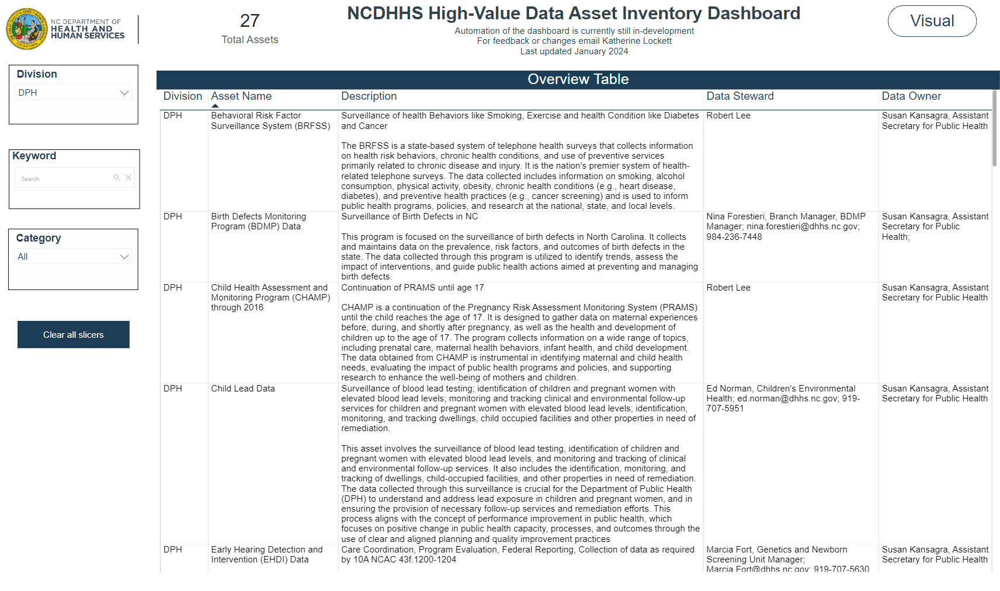 NC DEPARTMENT OF
HEALTH AND
HUMAN SERVICES
27
Total Assets
NCDHHS High-Value Data Asset Inventory Dashboard
Automation of the dashboard is currently still in-development
For feedback or changes email Katherine Lockett
Last updated January 2024
Visual
Division
DPH
Keyword
Search
Category
All
Clear all slicers
Overview Table
Division
Asset Name
Description
Data Steward
Data Owner
DPH
Behavioral Risk Factor
Surveillance System (BRFSS)
Surveillance of health Behaviors like Smoking, Exercise and health Condition like Diabetes
and Cancer
The BRFSS is a state-based system of telephone health surveys that collects information
on health risk behaviors, chronic health conditions, and use of preventive services
primarily related to chronic disease and injury. It is the nation's premier system of health-
related telephone surveys. The data collected includes information on smoking, alcohol
consumption, physical activity, obesity, chronic health conditions (e.g., heart disease,
diabetes), and preventive health practices (e.g., cancer screening) and is used to inform
public health programs, policies, and research at the national, state, and local levels.
Robert Lee
Susan Kansagra, Assistant
Secretary for Public Health
DPH
Birth Defects Monitoring
Program (BDMP) Data
Surveillance of Birth Defects in NC
This program is focused on the surveillance of birth defects in North Carolina. It collects
and maintains data on the prevalence, risk factors, and outcomes of birth defects in the
state. The data collected through this program is utilized to identify trends, assess the
impact of interventions, and guide public health actions aimed at preventing and managing
birth defects.
Nina Forestieri, Branch Manager, BDMP
Manager; nina.forestieri@dhhs.nc.gov;
984-236-7448
Susan Kansagra, Assistant
Secretary for Public
Health;
DPH
Child Health Assessment and
Monitoring Program (CHAMP)
through 2016
Continuation of PRAMS until age 17
CHAMP is a continuation of the Pregnancy Risk Assessment Monitoring System (PRAMS)
until the child reaches the age of 17. It is designed to gather data on maternal experiences
before, during, and shortly after pregnancy, as well as the health and development of
children up to the age of 17. The program collects information on a wide range of topics,
including prenatal care, maternal health behaviors, infant health, and child development.
The data obtained from CHAMP is instrumental in identifying maternal and child health
needs, evaluating the impact of public health programs and policies, and supporting
research to enhance the well-being of mothers and children.
Robert Lee
Susan Kansagra, Assistant
Secretary for Public Health
DPH
Child Lead Data
Surveillance of blood lead testing; identification of children and pregnant women with
elevated blood lead levels; monitoring and tracking clinical and environmental follow-up
services for children and pregnant women with elevated blood lead levels; identification,
monitoring, and tracking dwellings, child occupied facilities and other properties in need of
remediation.
This asset involves the surveillance of blood lead testing, identification of children and
pregnant women with elevated blood lead levels, and monitoring and tracking of clinical
and environmental follow-up services. It also includes the identification, monitoring, and
tracking of dwellings, child-occupied facilities, and other properties in need of remediation.
The data collected through this surveillance is crucial for the Department of Public Health
(DPH) to understand and address lead exposure in children and pregnant women, and in
ensuring the provision of necessary follow-up services and remediation efforts. This
process aligns with the concept of performance improvement in public health, which
focuses on positive change in public health capacity, processes, and outcomes through the
use of clear and aligned planning and quality improvement practices
Ed Norman, Children's Environmental
Health; ed.norman@dhhs.nc.gov; 919-
707-5951
Susan Kansagra, Assistant
Secretary for Public Health
DPH
Early Hearing Detection and
Intervention (EHDI) Data
Care Coordination, Program Evaluation, Federal Reporting, Collection of data as required
by 10A NCAC 43f.1200-1204
Marcia Fort, Genetics and Newborn
Screening Unit Manager;
Marcia.Fort@dhhs.nc.gov; 919-707-5630
Susan Kansagra, Assistant
Secretary for Public Health